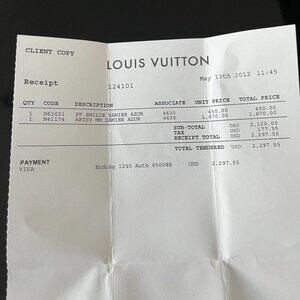 CLIENT COPY
LOUIS VUITTON
Receipt 124101 May 13th 2012 11:45
QTY CODE DESCRIPTION ASSOCIATE UNIT PRICE TOTAL PRICE
1 N63021 PF.EMILIE DAMIER AZUR 4630 450.00 450.00
1 N41174 ARTSY MM DAMIER AZUR 4630 1,670.00 1,670.00
SUB-TOTAL USD 2,120.00
TAX USD 177.55
RECEIPT TOTAL USD 2,297.55
TOTAL TENDERED USD 2,297.55
PAYMENT
VISA Ending 1250 Auth 05008B 2,297.55